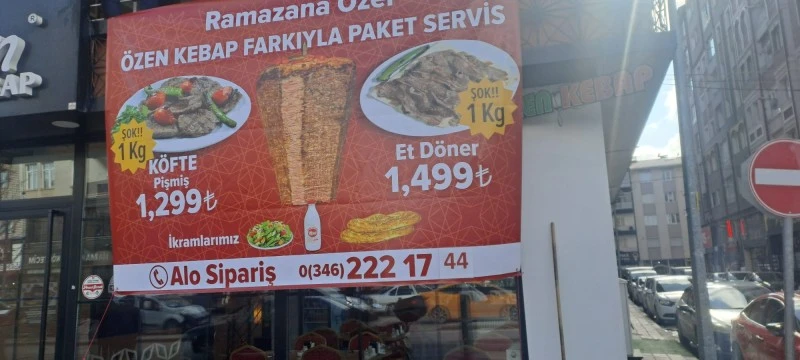 Ramazana Özel
ÖZEN KEBAP FARKIYLA PAKET SERVİS
ŞOK!!
1 Kg
KÖFTE
Pişmiş
1,299₺
ŞOK!!
1 Kg
Et Döner
1,499₺
İkramlarımız
Alo Sipariş 0(346) 222 17 44
KEBAP